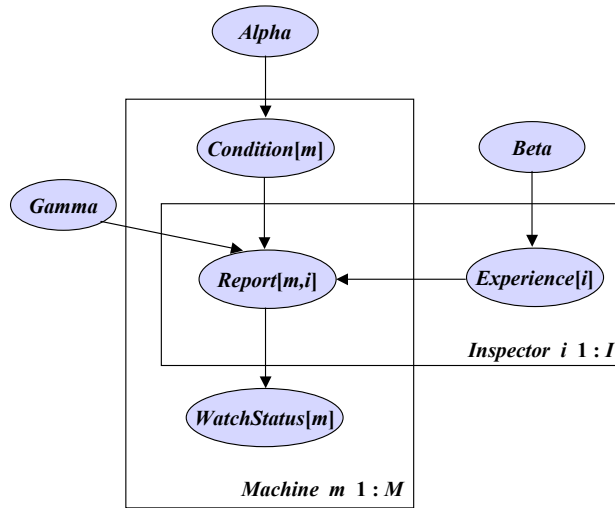 Alpha
Condition[m]
Beta
Gamma
Report[m,i]
Experience[i]
Inspector i 1 : I
WatchStatus[m]
Machine m 1 : M